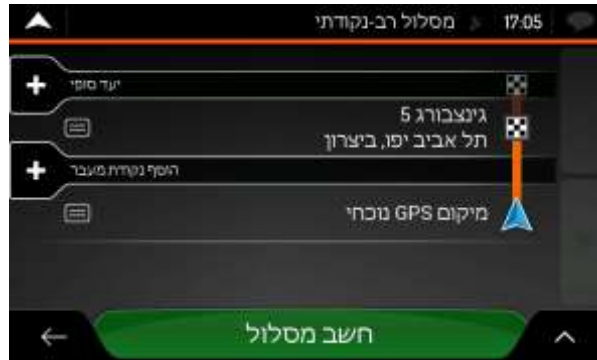 מסלול רב-נקודתי 17:05
יעד סופי
גינצבורג 5
תל אביב יפו, ביצרון
הוסף נקודת מעבר
מיקום GPS נוכחי
חשב מסלול